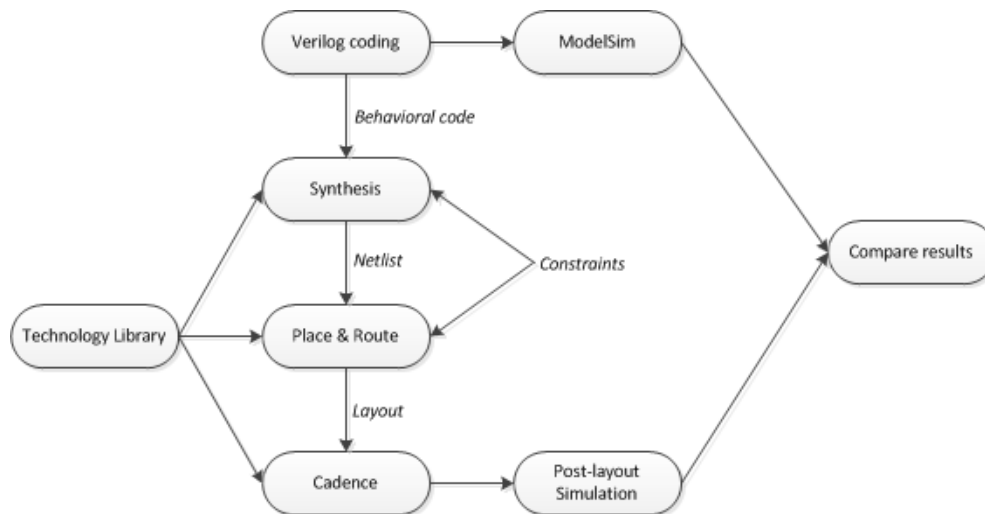 Verilog coding
ModelSim
Behavioral code
Synthesis
Netlist
Constraints
Compare results
Technology Library
Place & Route
Layout
Cadence
Post-layout
Simulation